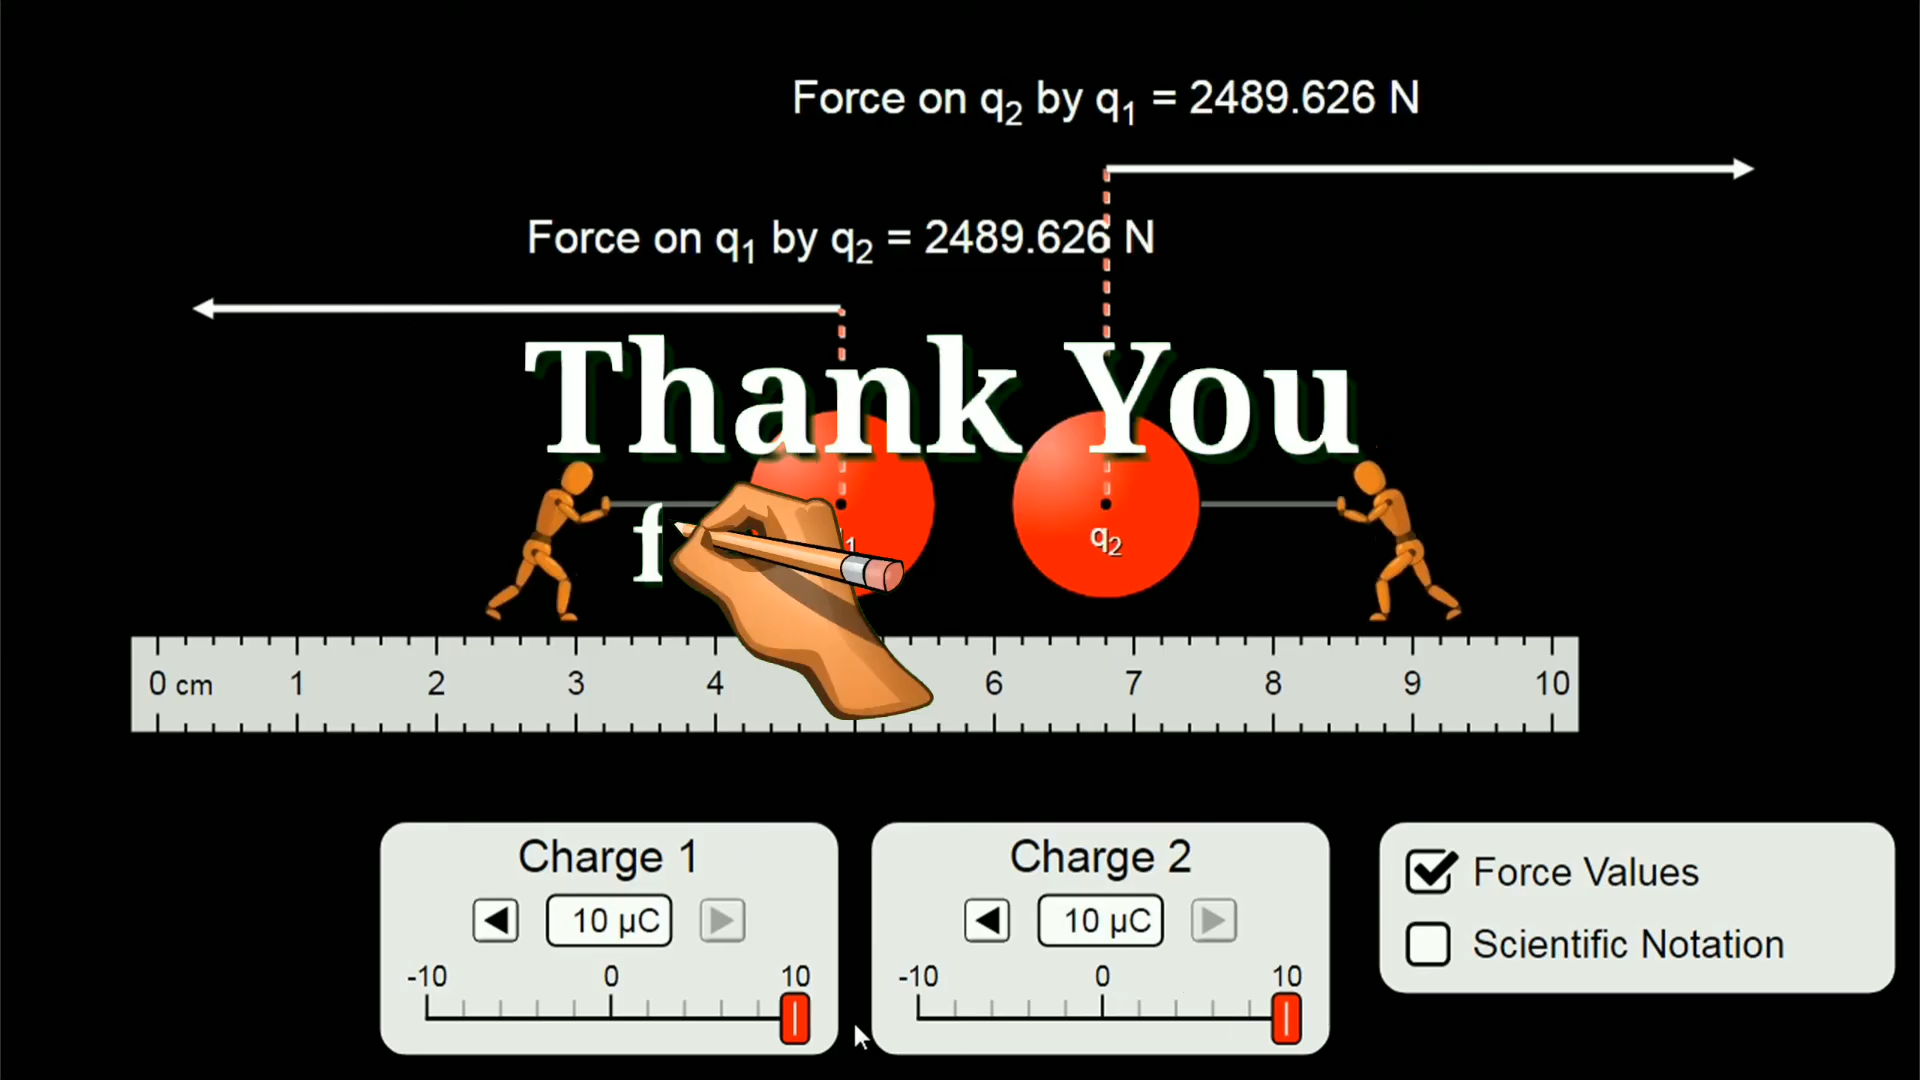 Force on q₂ by q₁ = 2489.626 N
Force on q₁ by q₂ = 2489.626 N
Thank You
f
q₂
0 cm 1 2 3 4 6 7 8 9 10
Charge 1
10 µC
-10 0 10
Charge 2
10 µC
-10 0 10
Force Values
Scientific Notation